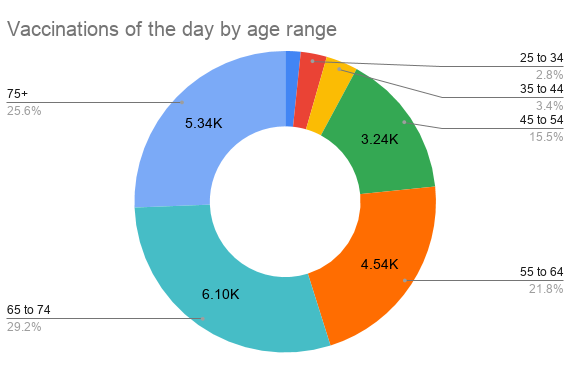 Vaccinations of the day by age range
25 to 34
2.8%
35 to 44
3.4%
45 to 54
15.5%
55 to 64
21.8%
65 to 74
29.2%
75+
25.6%
3.24K
4.54K
6.10K
5.34K